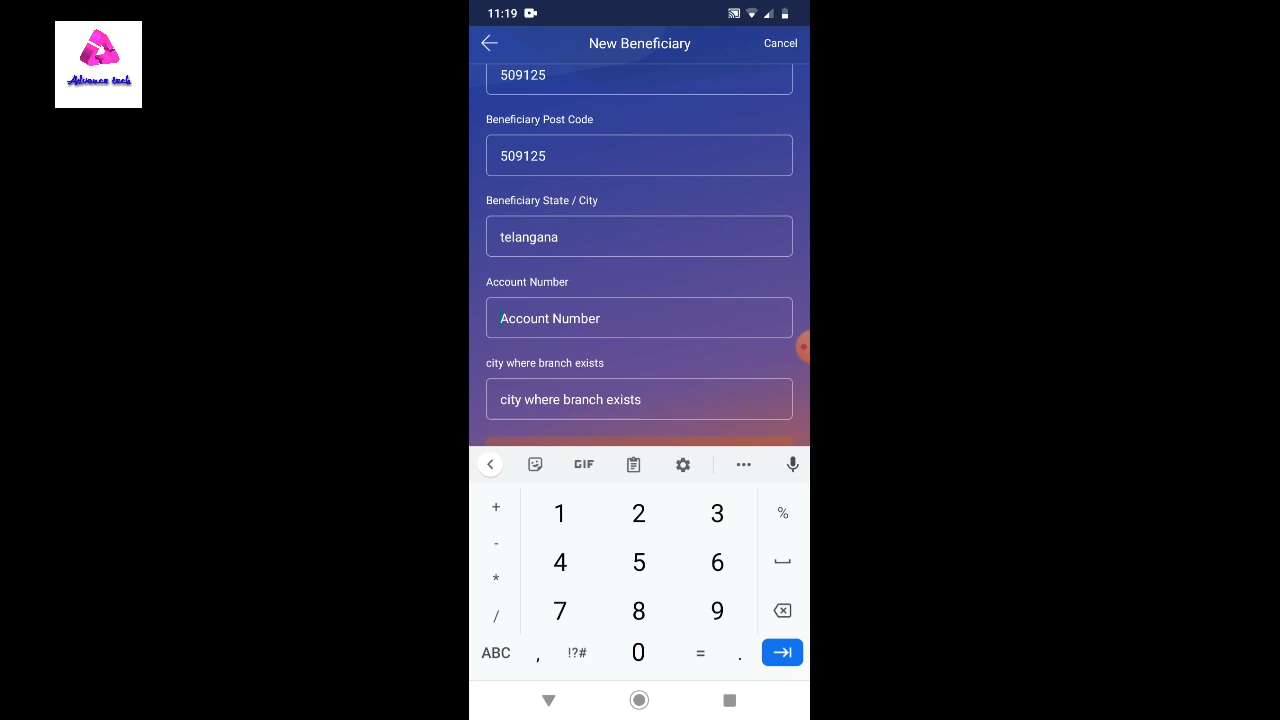 11:19
Advance tech
New Beneficiary
Cancel
509125
Beneficiary Post Code
509125
Beneficiary State / City
telangana
Account Number
Account Number
city where branch exists
city where branch exists
GIF
+ 1 2 3 %
- 4 5 6
* 7 8 9
/
ABC , !?# 0 = .